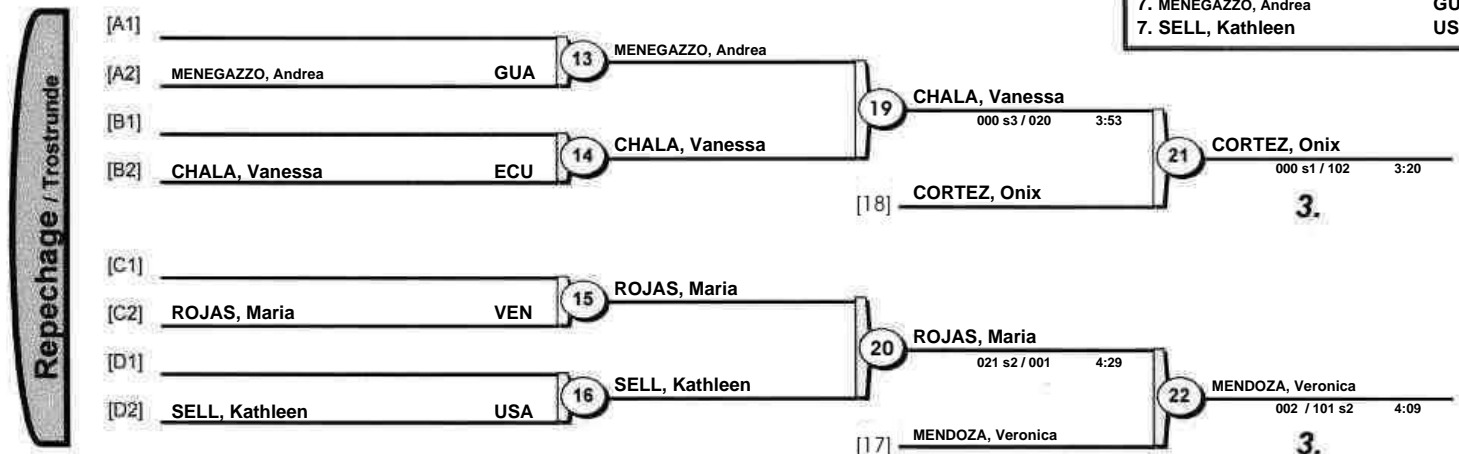 7. MENEGAZZO, Andrea GU
7. SELL, Kathleen US
Repechage / Trostrunde
[A1]
[A2] MENEGAZZO, Andrea GUA
13 MENEGAZZO, Andrea
[B1]
[B2] CHALA, Vanessa ECU
14 CHALA, Vanessa
19 CHALA, Vanessa
000 s3 / 020 3:53
[18] CORTEZ, Onix
21 CORTEZ, Onix
000 s1 / 102 3:20
3.
[C1]
[C2] ROJAS, Maria VEN
15 ROJAS, Maria
[D1]
[D2] SELL, Kathleen USA
16 SELL, Kathleen
20 ROJAS, Maria
021 s2 / 001 4:29
[17] MENDOZA, Veronica
22 MENDOZA, Veronica
002 / 101 s2 4:09
3.